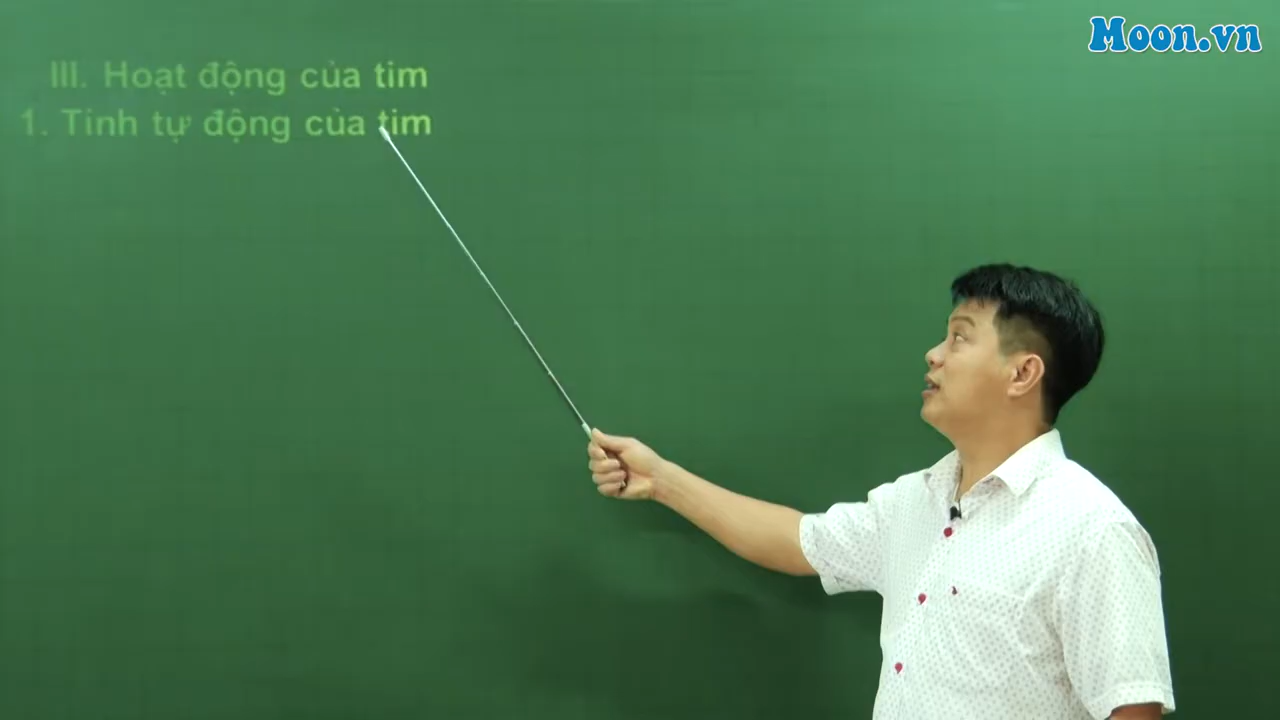 Moon.vn
III. Hoạt động của tim
1. Tính tự động của tim